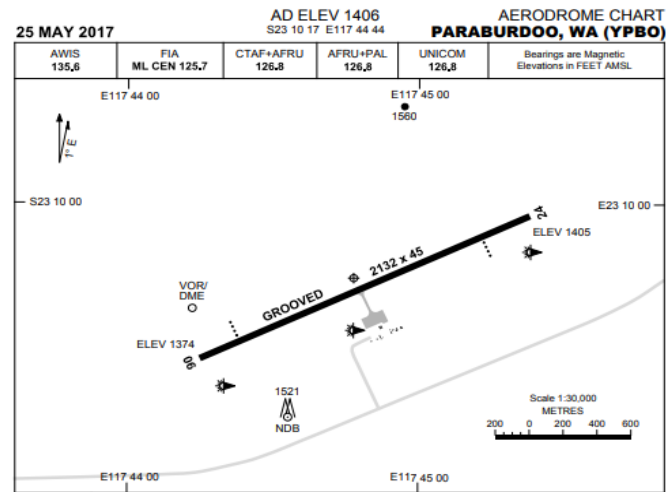 AD ELEV 1406
AERODROME CHART
25 MAY 2017
S23 10 17 E117 44 44
PARABURDOO, WA (YPBO)
AWIS
135.6
FIA
ML CEN 125.7
CTAF+AFRU
126.8
AFRU+PAL
126.8
UNICOM
126.8
Bearings are Magnetic
Elevations in FEET AMSL
E117 44 00
E117 45 00
1560
1° E
S23 10 00
E23 10 00
24
ELEV 1405
2132 x 45
VOR/
DME
GROOVED
ELEV 1374
06
1521
NDB
Scale 1:30,000
METRES
200 0 200 400 600
E117 44 00
E117 45 00